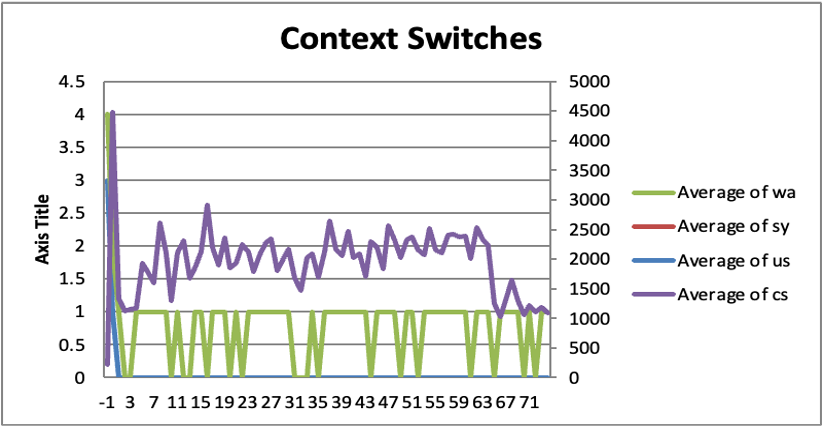 Context Switches
4.5 5000
4 4500
3.5 4000
3 3500
2.5 3000
2 2500
1.5 2000
1 1500
0.5 1000
0 500
0
Axis Title
-1 3 7 11 15 19 23 27 31 35 39 43 47 51 55 59 63 67 71
Average of wa
Average of sy
Average of us
Average of cs